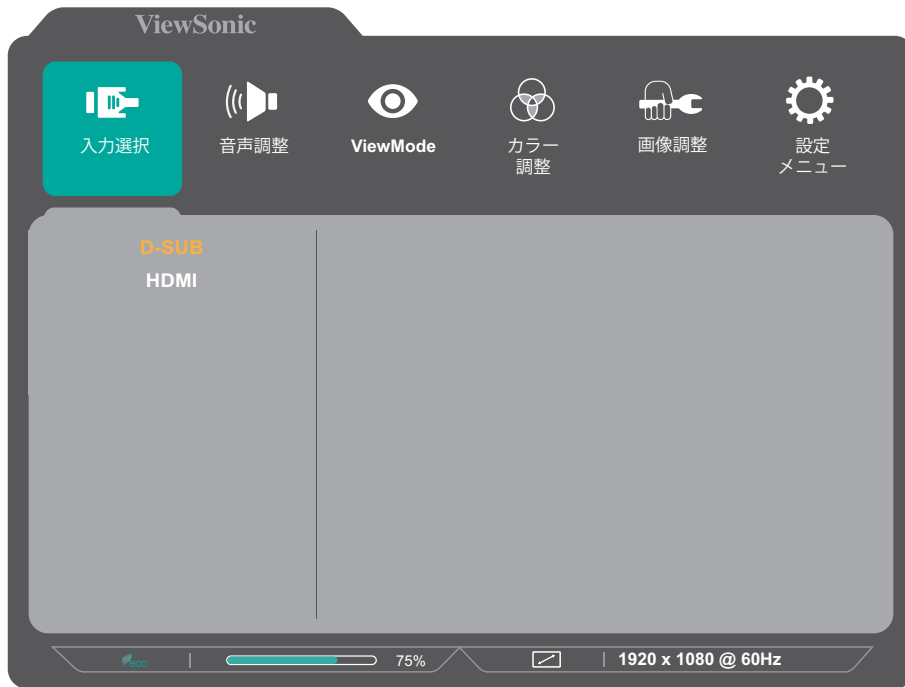 ViewSonic
入力選択
音声調整
ViewMode
カラー
調整
画像調整
設定
メニュー
D-SUB
HDMI
eco
75%
1920 x 1080 @ 60Hz